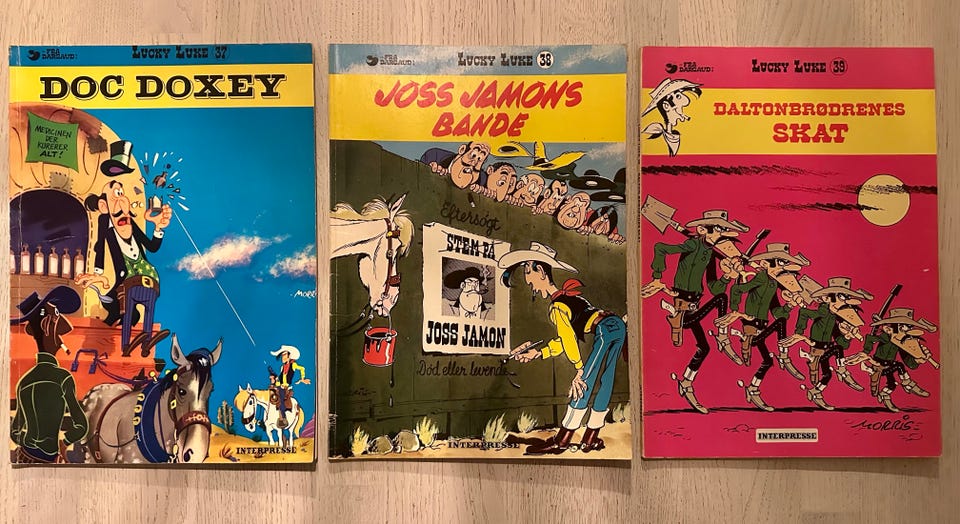 FRA DARGAUD!
LUCKY LUKE 37
DOC DOXEY
MEDICINEN
DER
KURERER
ALT!
MORRIS
INTERPRESSE
FRA DARGAUD!
LUCKY LUKE 38
JOSS JAMONS
BANDE
Eftersøgt
STEM PÅ
JOSS JAMON
Død eller levende
INTERPRESSE
FRA DARGAUD!
LUCKY LUKE 39
DALTONBRØDRENES
SKAT
MORRIS
INTERPRESSE